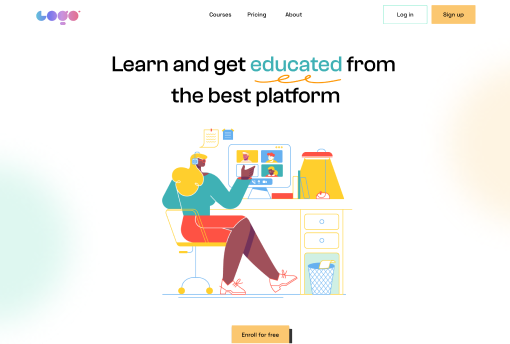 Logo
Courses
Pricing
About
Log in
Sign up
Learn and get educated from
the best platform
Enroll for free